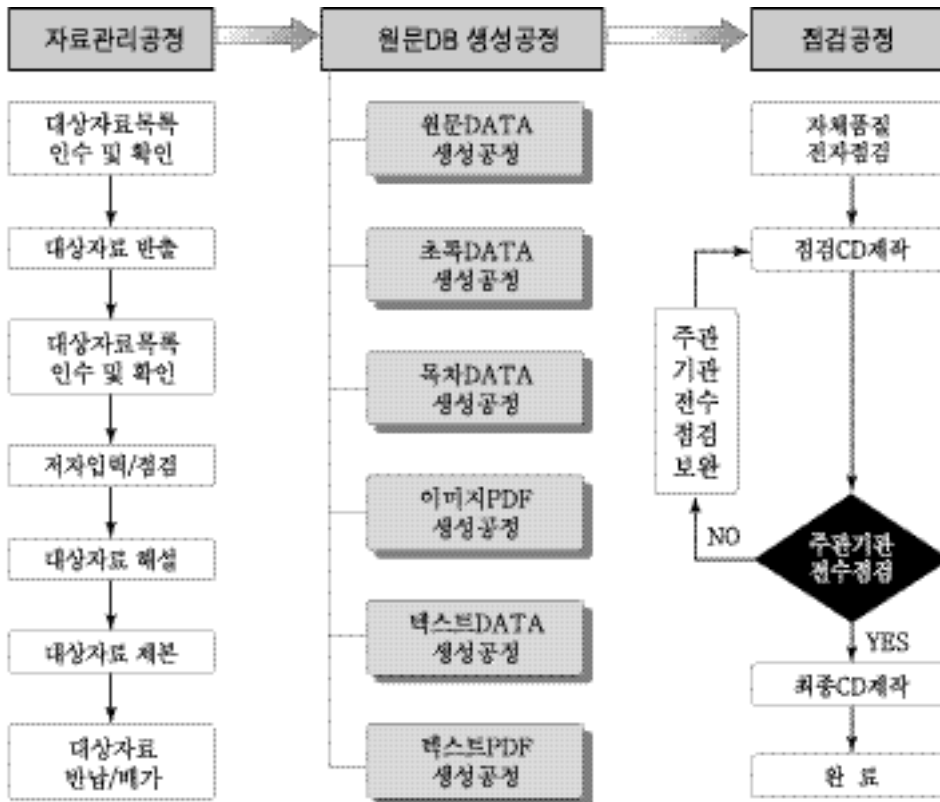 자료관리공정
원문DB 생성공정
점검공정
대상자료목록
인수 및 확인
대상자료 반출
대상자료목록
인수 및 확인
저자입력/점검
대상자료 해설
대상자료 제본
대상자료
반납/배가
원문DATA
생성공정
초록DATA
생성공정
목차DATA
생성공정
이미지PDF
생성공정
텍스트DATA
생성공정
텍스트PDF
생성공정
자체품질
전자점검
점검CD제작
주관
기관
전수
점검
보완
NO
주관기관
전수점검
YES
최종CD제작
완 료